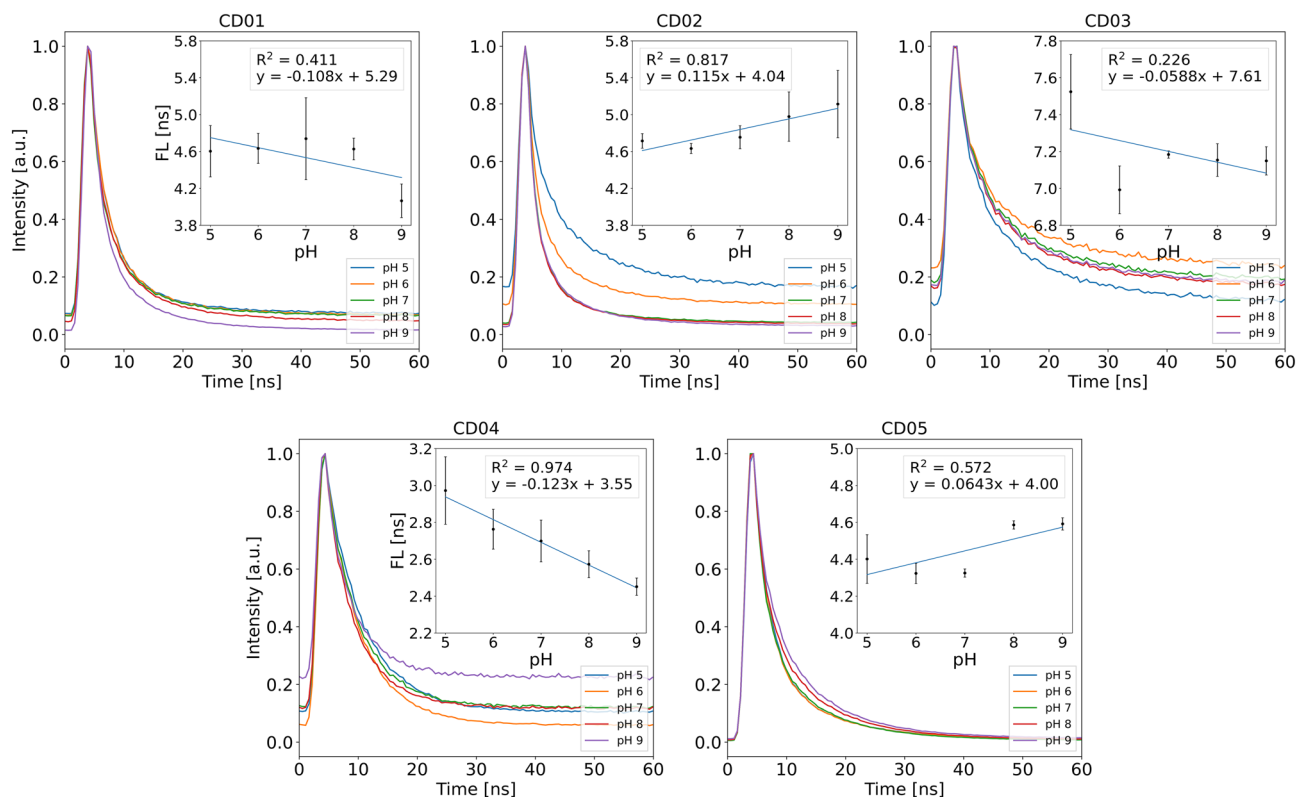 CD01
1.0
0.8
0.6
0.4
0.2
0.0
Intensity [a.u.]
0 10 20 30 40 50 60
Time [ns]
5.8
5.4
5.0
4.6
4.2
3.8
FL [ns]
R² = 0.411
y = -0.108x + 5.29
5 6 7 8 9
pH
pH 5
pH 6
pH 7
pH 8
pH 9
CD02
1.0
0.8
0.6
0.4
0.2
0.0
0 10 20 30 40 50 60
Time [ns]
5.8
5.4
5.0
4.6
4.2
3.8
R² = 0.817
y = 0.115x + 4.04
5 6 7 8 9
pH
pH 5
pH 6
pH 7
pH 8
pH 9
CD03
1.0
0.8
0.6
0.4
0.2
0.0
0 10 20 30 40 50 60
Time [ns]
7.8
7.6
7.4
7.2
7.0
6.8
R² = 0.226
y = -0.0588x + 7.61
5 6 7 8 9
pH
pH 5
pH 6
pH 7
pH 8
pH 9
CD04
1.0
0.8
0.6
0.4
0.2
0.0
Intensity [a.u.]
0 10 20 30 40 50 60
Time [ns]
3.2
3.0
2.8
2.6
2.4
2.2
FL [ns]
R² = 0.974
y = -0.123x + 3.55
5 6 7 8 9
pH
pH 5
pH 6
pH 7
pH 8
pH 9
CD05
1.0
0.8
0.6
0.4
0.2
0.0
0 10 20 30 40 50 60
Time [ns]
5.0
4.8
4.6
4.4
4.2
4.0
R² = 0.572
y = 0.0643x + 4.00
5 6 7 8 9
pH
pH 5
pH 6
pH 7
pH 8
pH 9